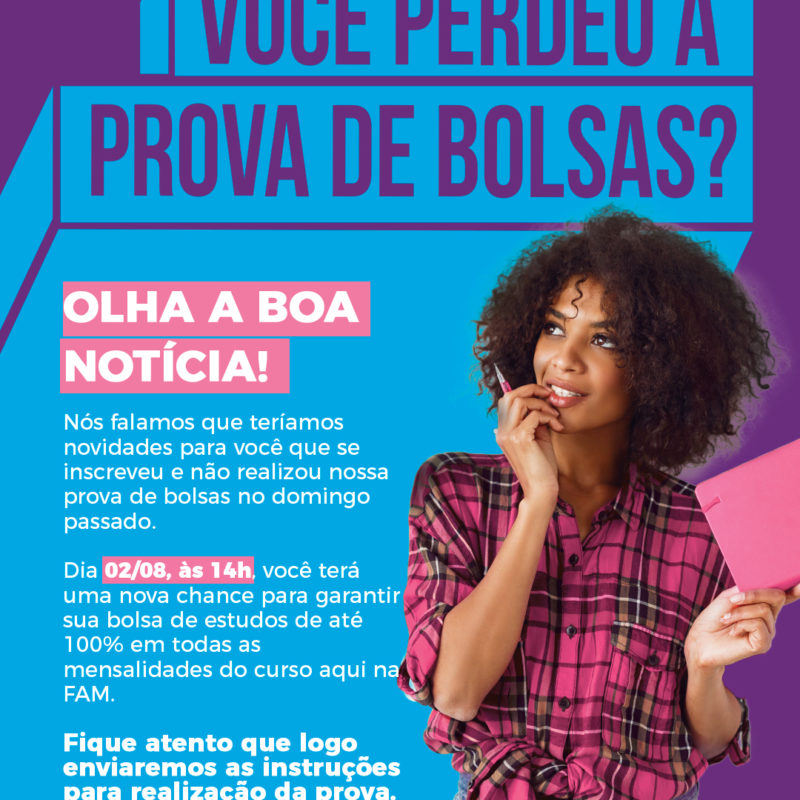 VOCÊ PERDEU A
PROVA DE BOLSAS?
OLHA A BOA
NOTÍCIA!
Nós falamos que teríamos
novidades para você que se
inscreveu e não realizou nossa
prova de bolsas no domingo
passado.
Dia 02/08, às 14h, você terá
uma nova chance para garantir
sua bolsa de estudos de até
100% em todas as
mensalidades do curso aqui na
FAM.
Fique atento que logo
enviaremos as instruções
para realização da prova.